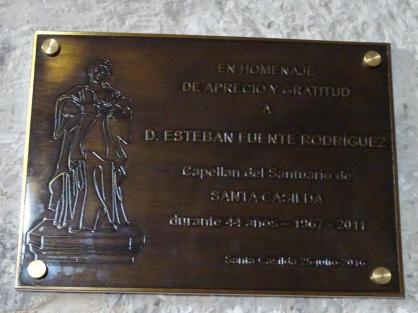 EN HOMENAJE
DE APRECIO Y GRATITUD
A
D. ESTEBAN FUENTE RODRÍGUEZ
Capellán del Santuario de
SANTA CASILDA
durante 44 años – 1967 - 2011
Santa Casilda 25-julio-2016